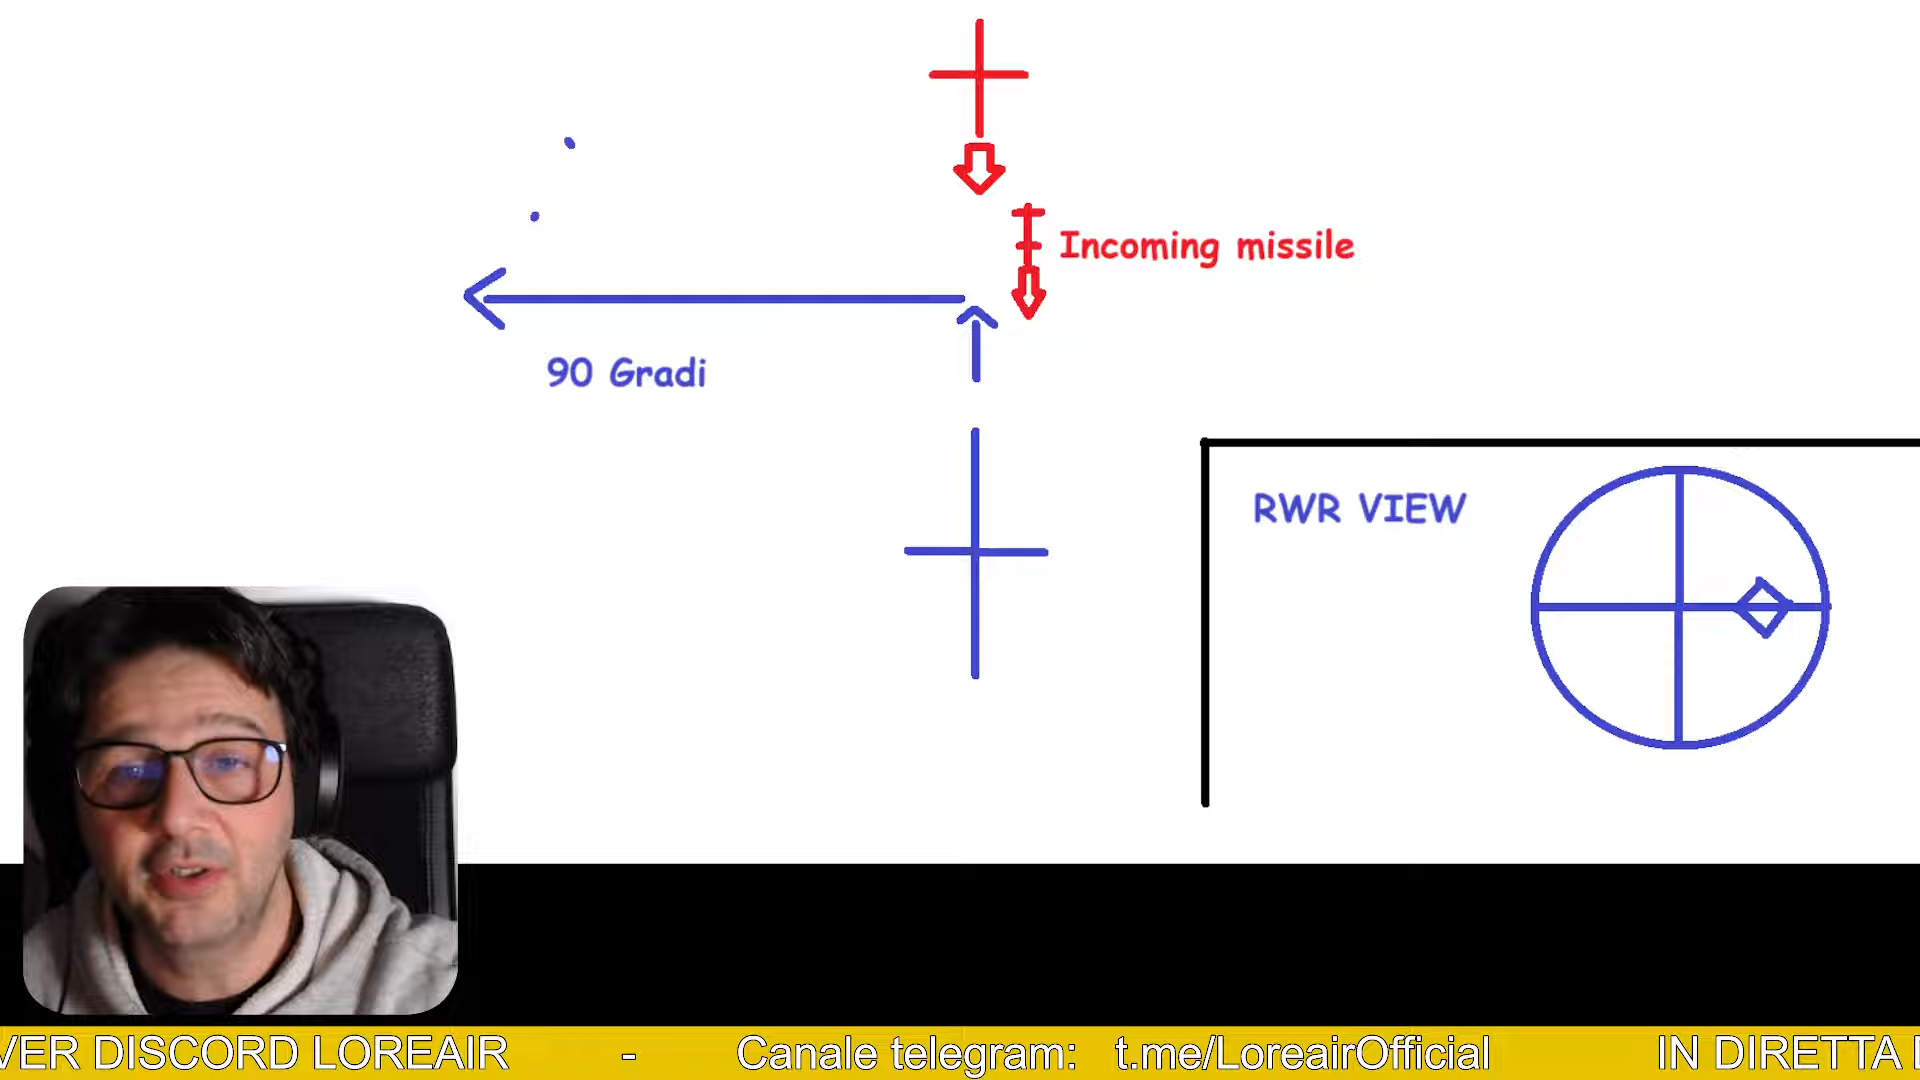 Incoming missile
90 Gradi
RWR VIEW
VER DISCORD LOREAIR - Canale telegram: t.me/LoreairOfficial IN DIRETTA